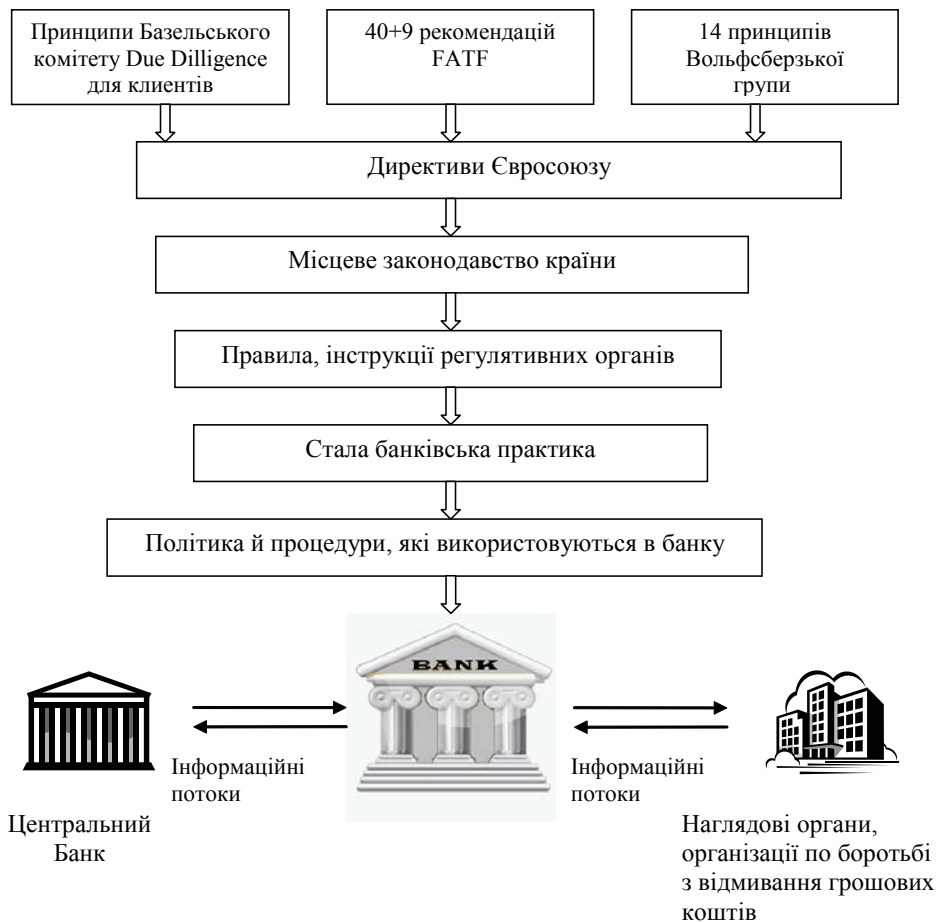 Принципи Базельського
комітету Due Dilligence
для клиентів
40+9 рекомендацій
FATF
14 принципів
Вольфсберзької
групи
Директиви Євросоюзу
Місцеве законодавство країни
Правила, інструкції регулятивних органів
Стала банківська практика
Політика й процедури, які використовуються в банку
BANK
Інформаційні
потоки
Інформаційні
потоки
Центральний
Банк
Наглядові органи,
організації по боротьбі
з відмивання грошових
коштів